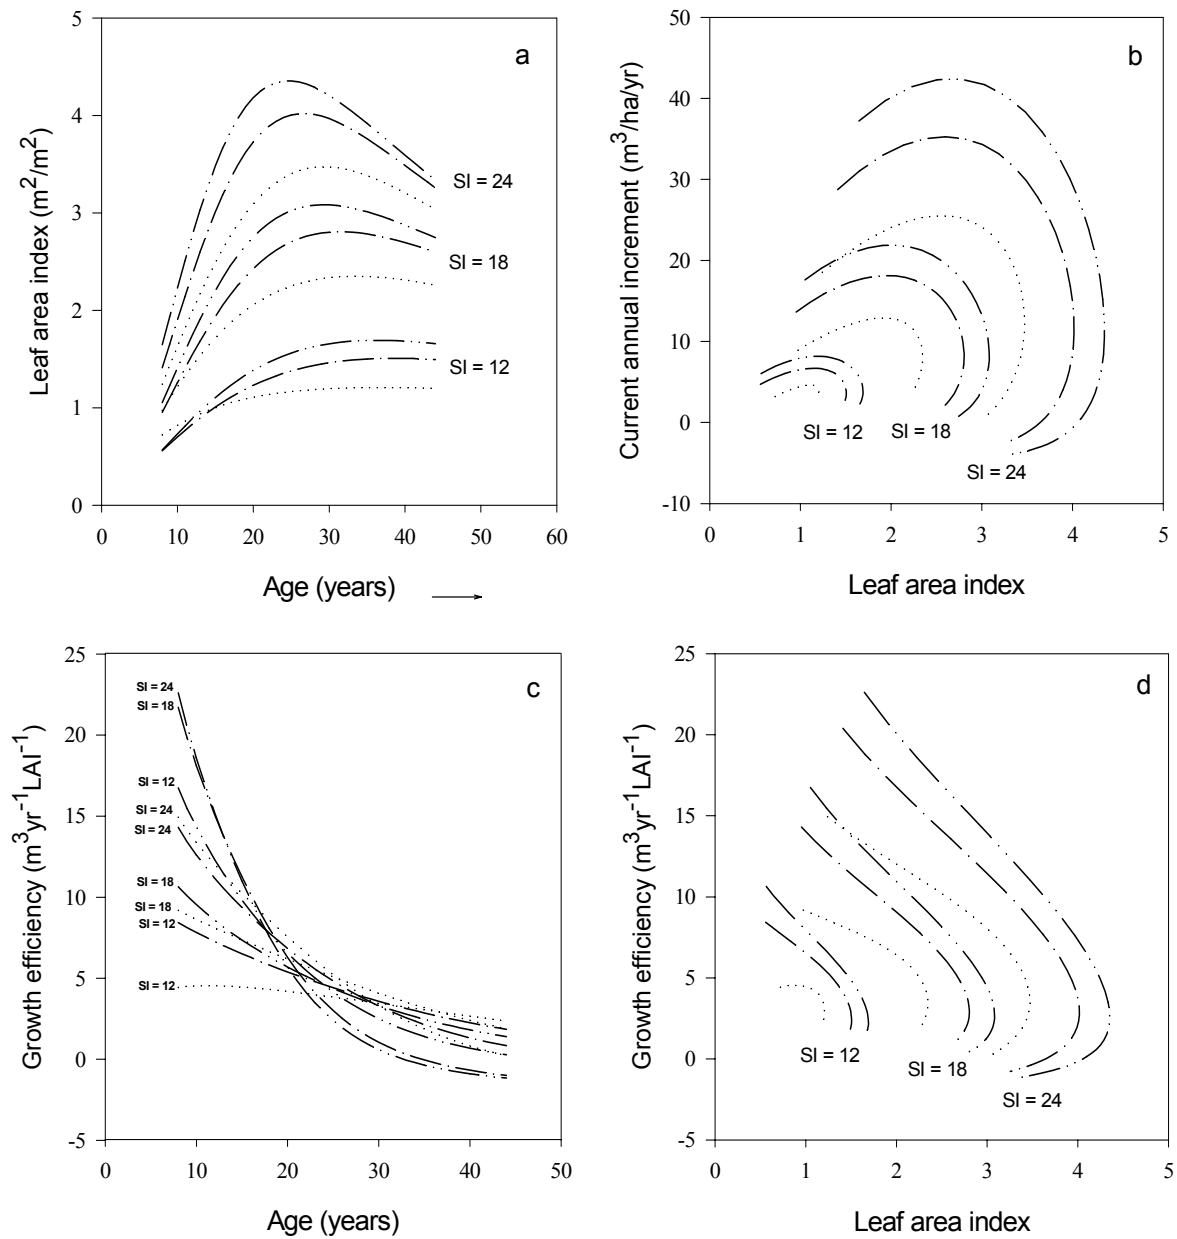 a
5
4
3
2
1
0
Leaf area index (m²/m²)
SI = 24
SI = 18
SI = 12
0 10 20 30 40 50 60
Age (years)
b
50
40
30
20
10
0
-10
Current annual increment (m³/ha/yr)
SI = 12
SI = 18
SI = 24
0 1 2 3 4 5
Leaf area index
c
25
20
15
10
5
0
-5
Growth efficiency (m³yr⁻¹LAI⁻¹)
SI = 24
SI = 18
SI = 12
SI = 24
SI = 24
SI = 18
SI = 18
SI = 12
SI = 12
0 10 20 30 40 50
Age (years)
d
25
20
15
10
5
0
-5
Growth efficiency (m³yr⁻¹LAI⁻¹)
SI = 12
SI = 18
SI = 24
0 1 2 3 4 5
Leaf area index